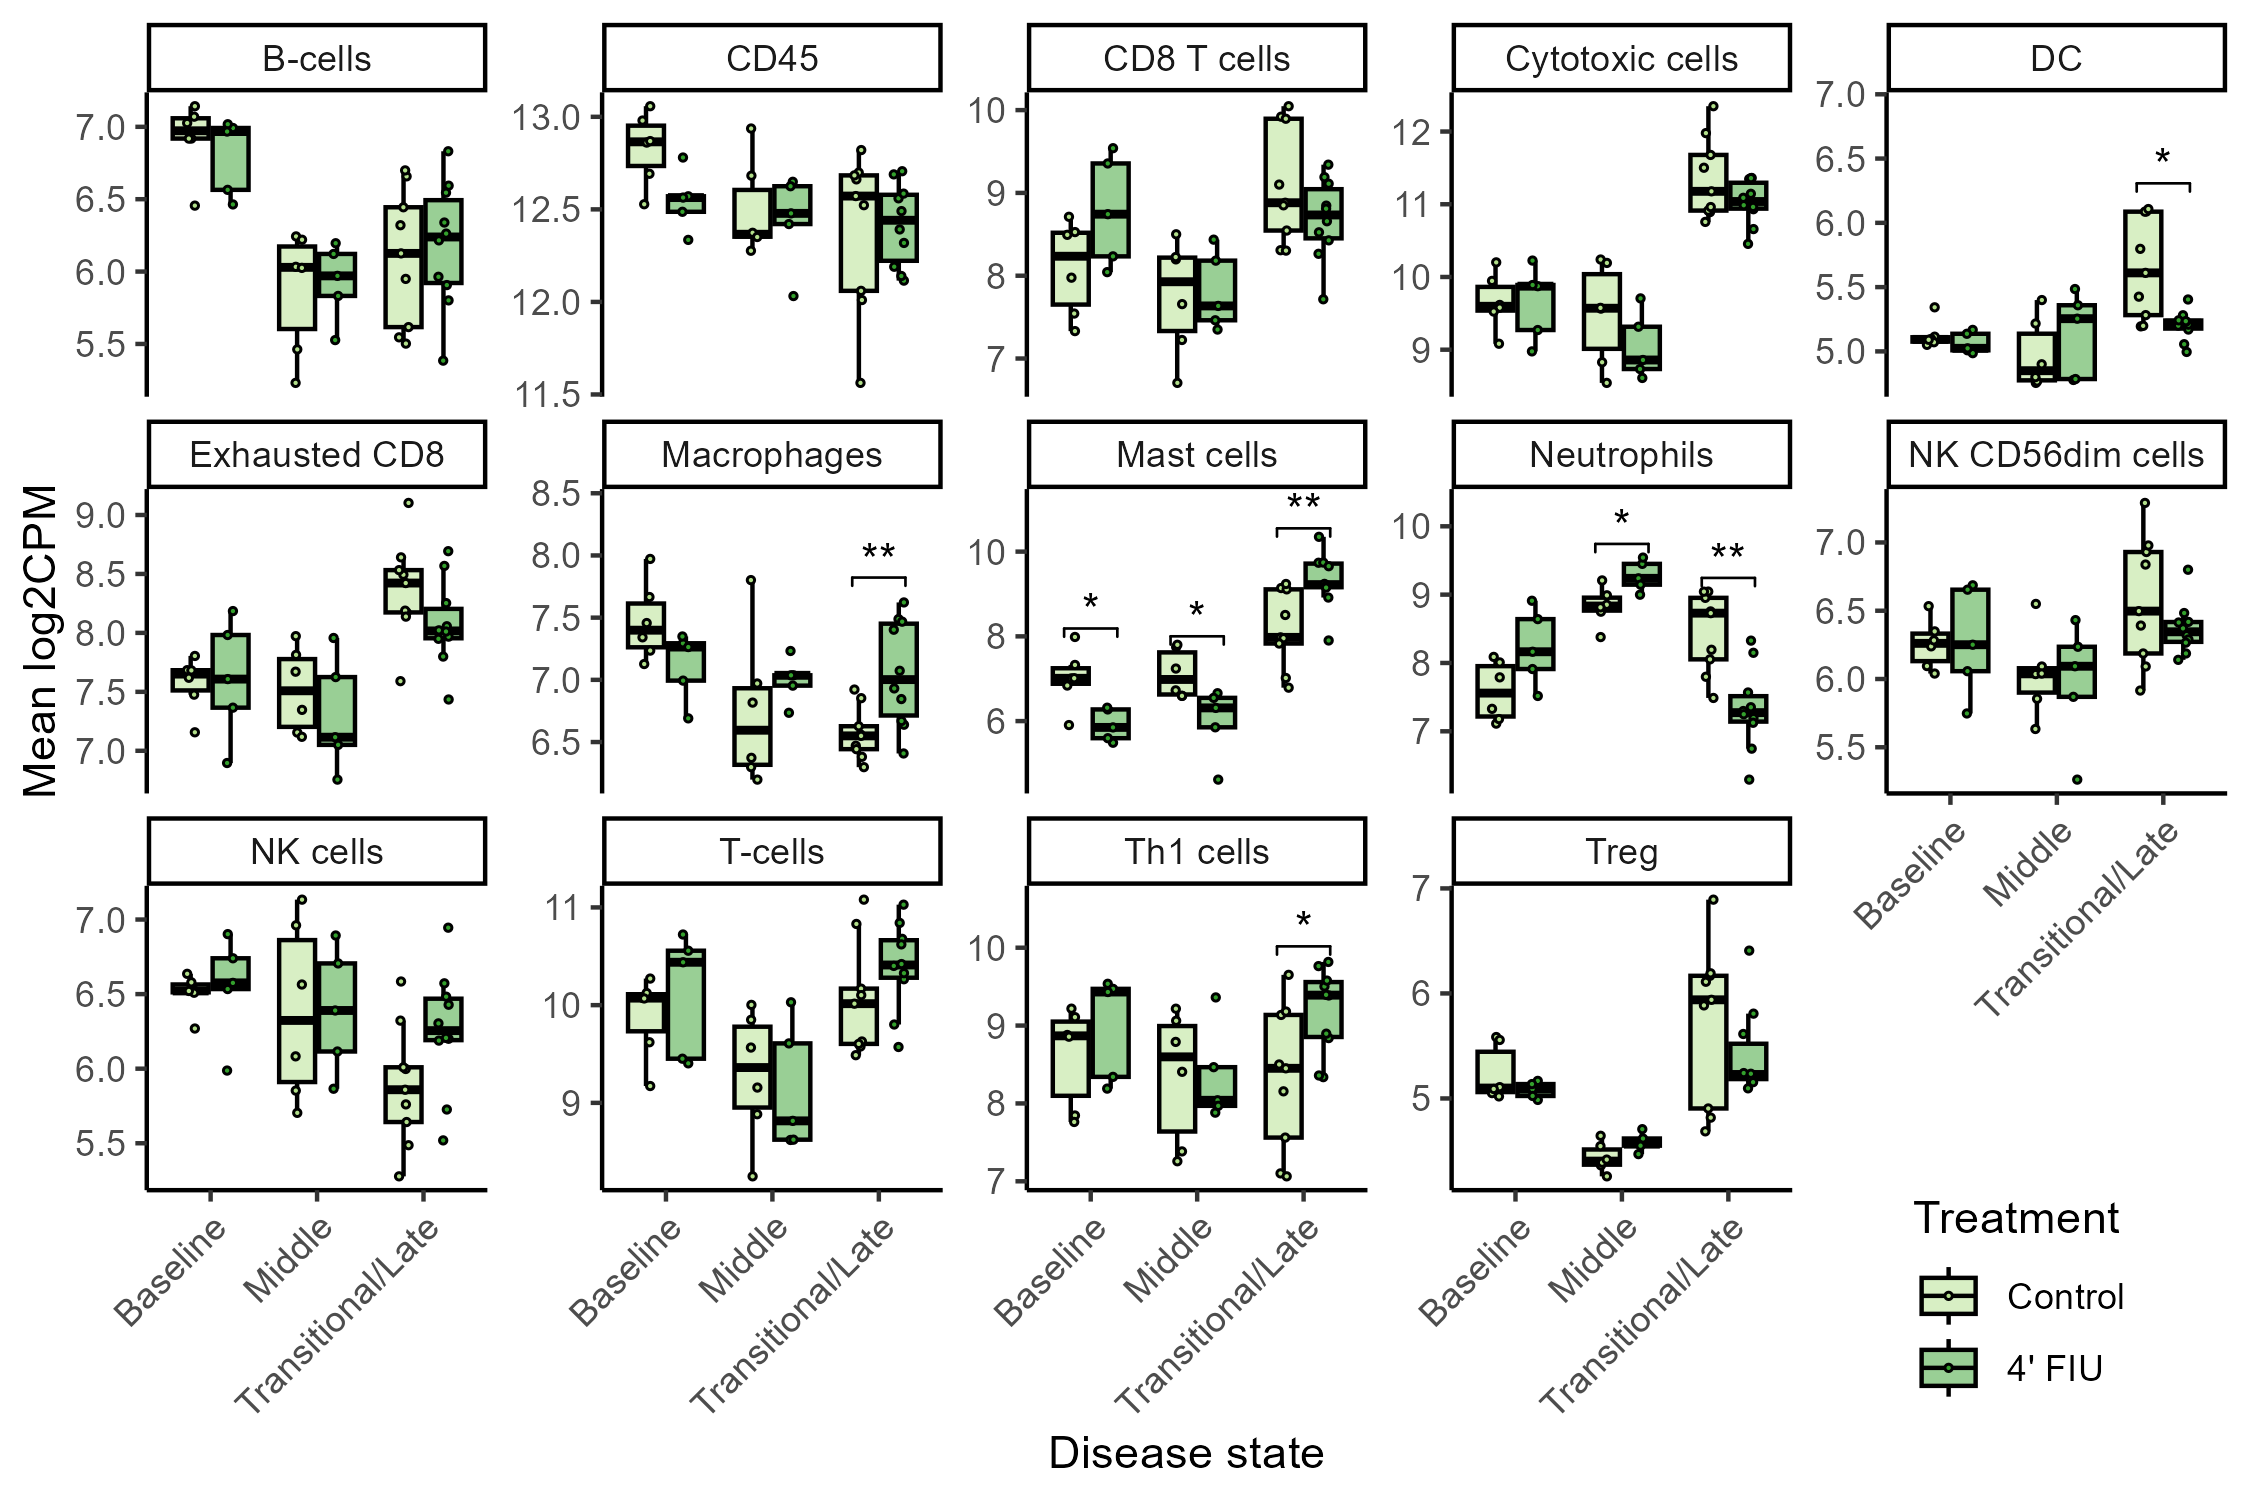 B-cells
CD45
CD8 T cells
Cytotoxic cells
DC
7.0
6.5
6.0
5.5
13.0
12.5
12.0
11.5
10
9
8
7
12
11
10
9
7.0
6.5
6.0
5.5
5.0
*
Exhausted CD8
Macrophages
Mast cells
Neutrophils
NK CD56dim cells
9.0
8.5
8.0
7.5
7.0
8.5
8.0
7.5
7.0
6.5
**
10
8
6
*
*
**
10
9
8
7
*
**
7.0
6.5
6.0
5.5
Mean log2CPM
NK cells
T-cells
Th1 cells
Treg
7.0
6.5
6.0
5.5
11
10
9
10
9
8
7
*
7
6
5
Baseline
Middle
Transitional/Late
Baseline
Middle
Transitional/Late
Baseline
Middle
Transitional/Late
Baseline
Middle
Transitional/Late
Baseline
Middle
Transitional/Late
Disease state
Treatment
Control
4' FIU